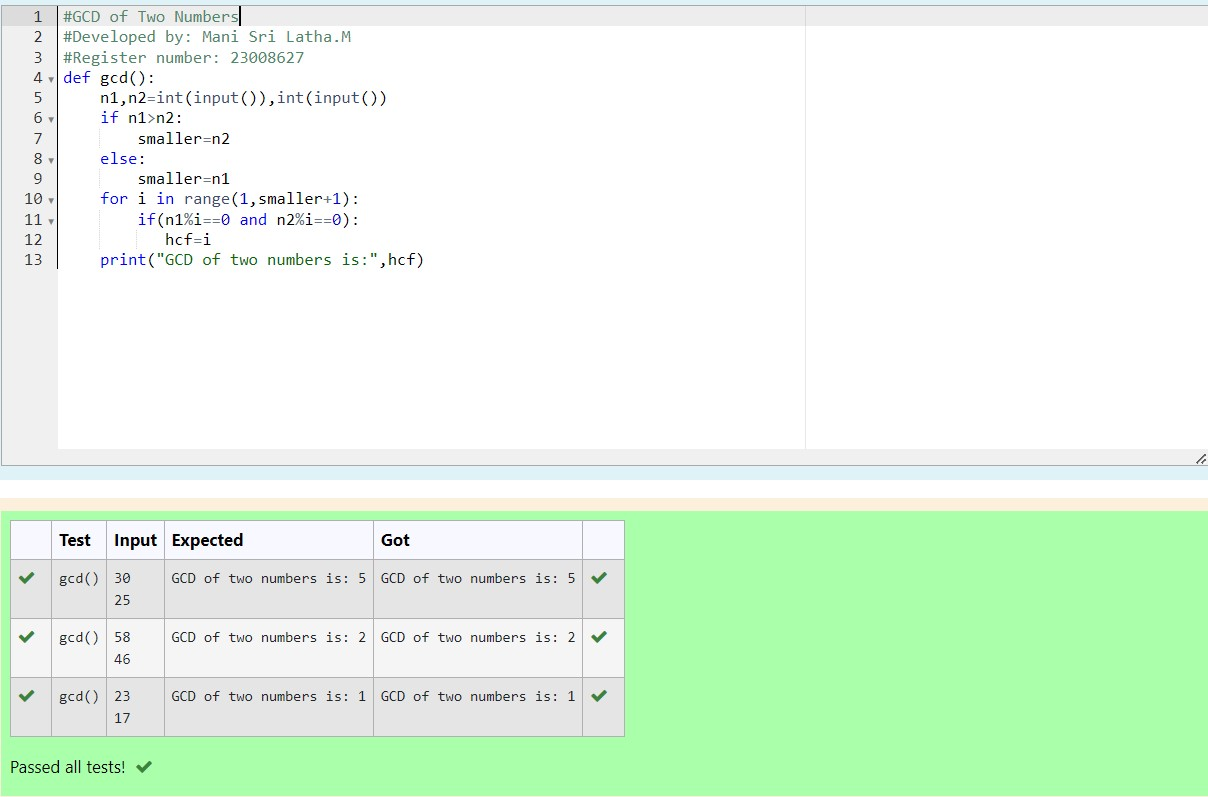 1 #GCD of Two Numbers
2 #Developed by: Mani Sri Latha.M
3 #Register number: 23008627
4 def gcd():
5     n1,n2=int(input()),int(input())
6     if n1>n2:
7         smaller=n2
8     else:
9         smaller=n1
10     for i in range(1,smaller+1):
11         if(n1%i==0 and n2%i==0):
12            hcf=i
13     print("GCD of two numbers is:",hcf)
Test Input Expected Got
gcd() 30 GCD of two numbers is: 5 GCD of two numbers is: 5
25
gcd() 58 GCD of two numbers is: 2 GCD of two numbers is: 2
46
gcd() 23 GCD of two numbers is: 1 GCD of two numbers is: 1
17
Passed all tests!